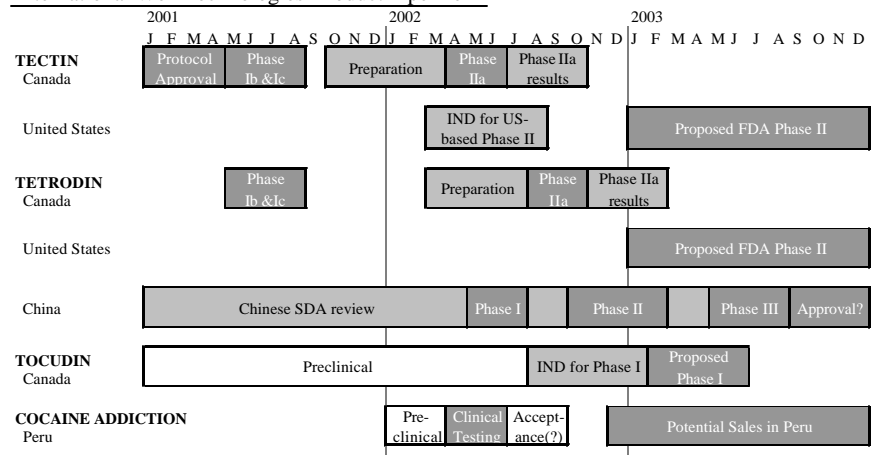 2001 2002 2003
J F M A M J J A S O N D J F M A M J J A S O N D J F M A M J J A S O N D
TECTIN
Canada
Protocol
Approval
Phase
Ib &Ic
Preparation
Phase
IIa
Phase IIa
results
United States
IND for US-
based Phase II
Proposed FDA Phase II
TETRODIN
Canada
Phase
Ib &Ic
Preparation
Phase
IIa
Phase IIa
results
United States
Proposed FDA Phase II
China
Chinese SDA review
Phase I
Phase II
Phase III
Approval?
TOCUDIN
Canada
Preclinical
IND for Phase I
Proposed
Phase I
COCAINE ADDICTION
Peru
Pre-
clinical
Clinical
Testing
Accept-
ance(?)
Potential Sales in Peru